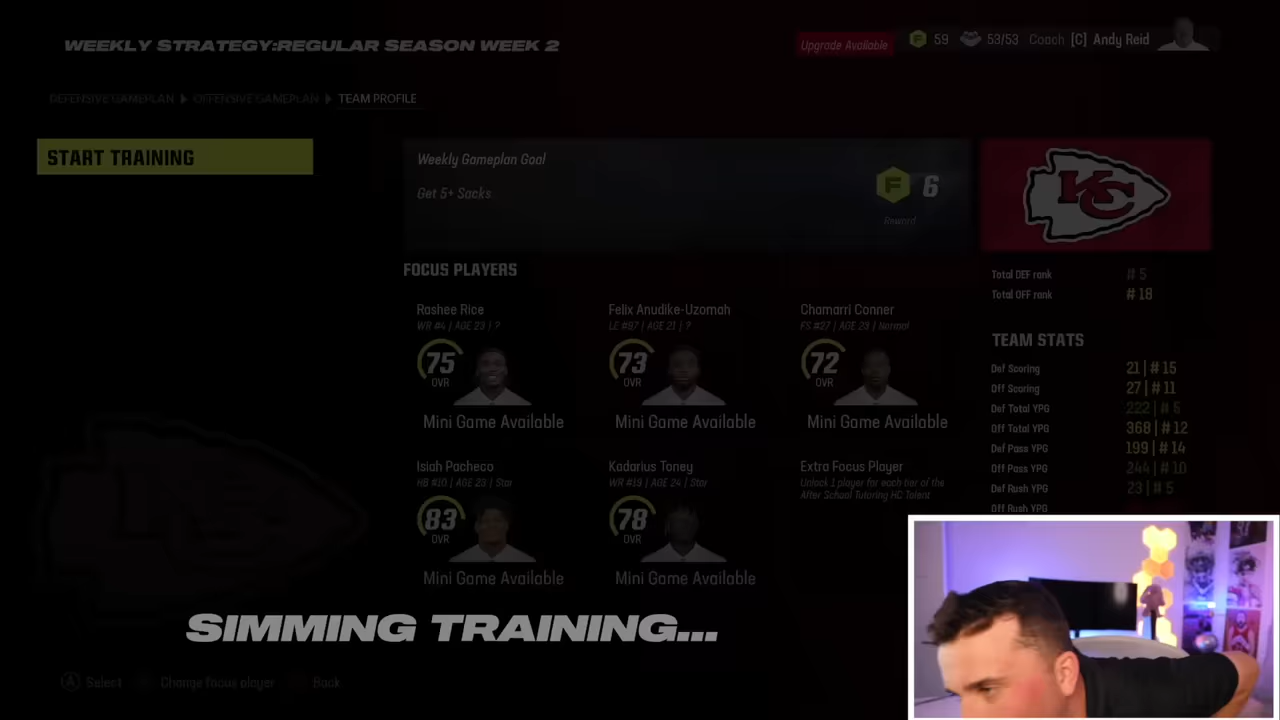 WEEKLY STRATEGY:REGULAR SEASON WEEK 2
Upgrade Available
F 59
53/53
Coach [C] Andy Reid
DEFENSIVE GAMEPLAN ▶ OFFENSIVE GAMEPLAN ▶ TEAM PROFILE
START TRAINING
Weekly Gameplan Goal
Get 5+ Sacks
F 6
Reward
KC
FOCUS PLAYERS
Rashee Rice
WR #4 | AGE 23 | ?
75
OVR
Mini Game Available
Felix Anudike-Uzomah
LE #97 | AGE 21 | ?
73
OVR
Mini Game Available
Chamarri Conner
FS #27 | AGE 23 | Normal
72
OVR
Mini Game Available
Isiah Pacheco
HB #10 | AGE 23 | Star
83
OVR
Mini Game Available
Kadarius Toney
WR #19 | AGE 24 | Star
78
OVR
Mini Game Available
Extra Focus Player
Unlock 1 player for each tier of the
After School Tutoring HC Talent
Total DEF rank # 5
Total OFF rank # 18
TEAM STATS
Def Scoring 21 | # 15
Off Scoring 27 | # 11
Def Total YPG 222 | # 5
Off Total YPG 368 | # 12
Def Pass YPG 199 | # 14
Off Pass YPG 244 | # 10
Def Rush YPG 23 | # 5
Off Rush YPG
SIMMING TRAINING...
A Select
Change focus player
Back